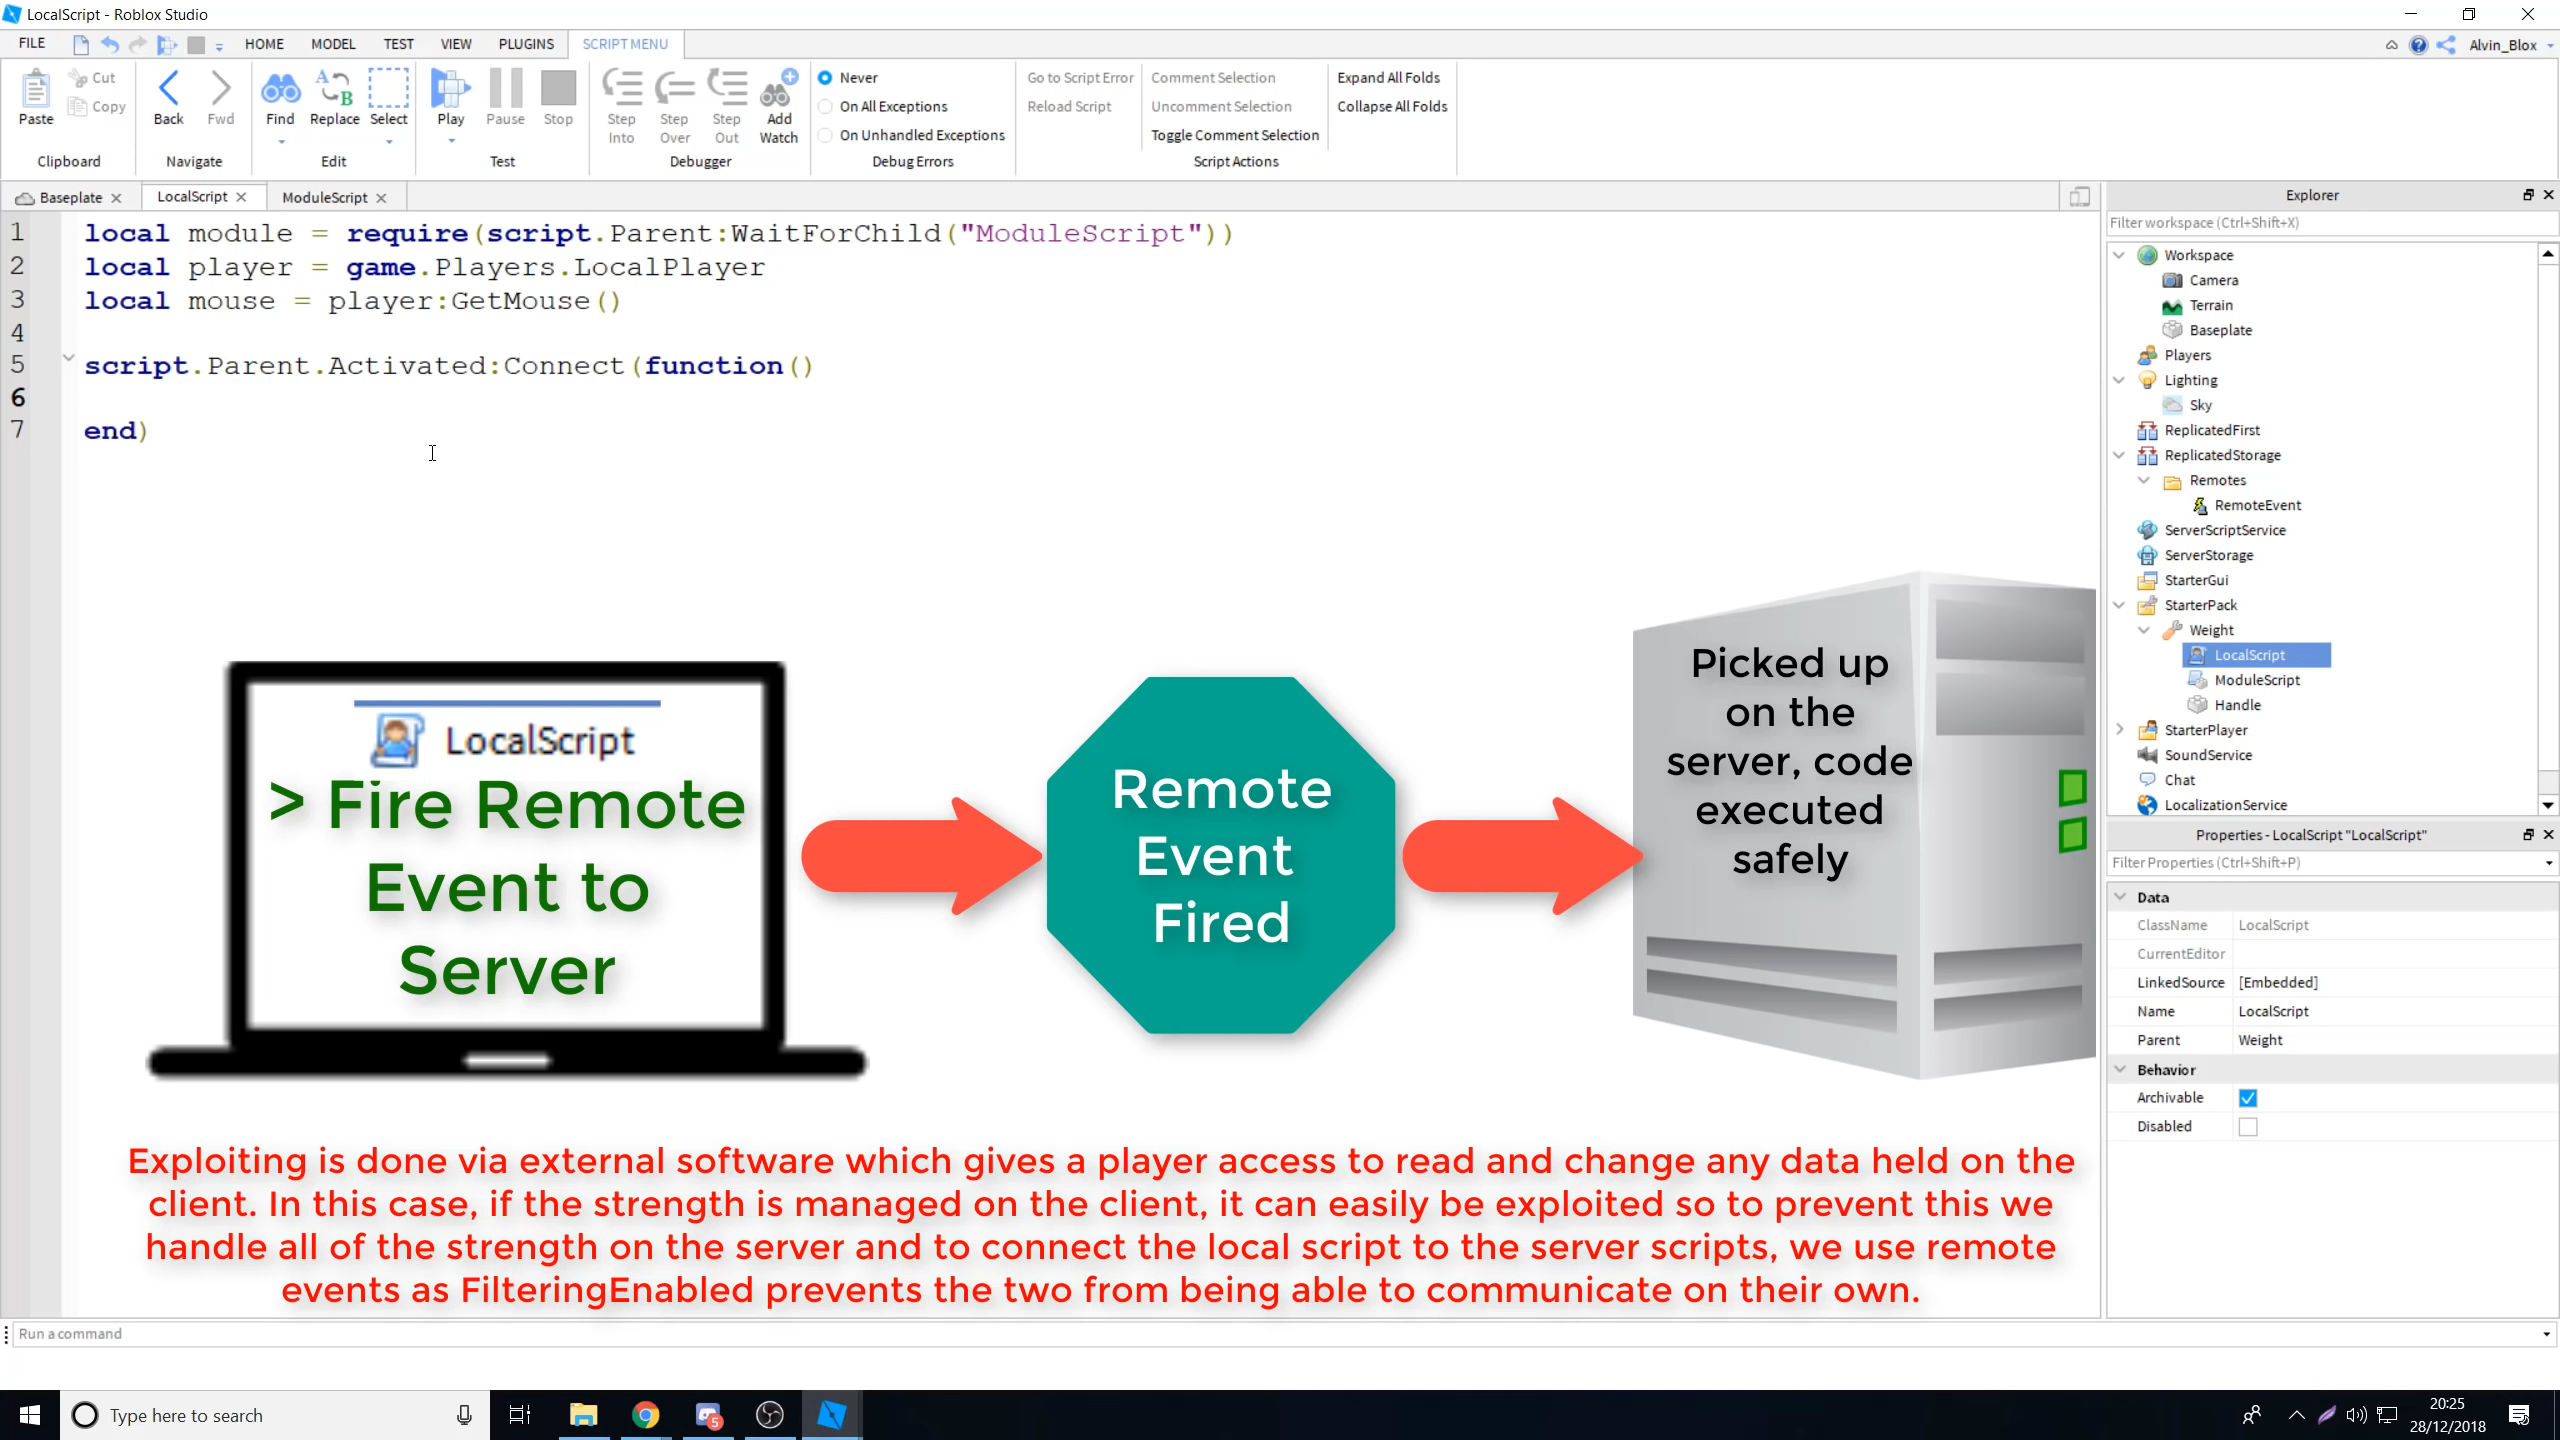 LocalScript - Roblox Studio
FILE HOME MODEL TEST VIEW PLUGINS SCRIPT MENU Alvin_Blox
Paste Cut Copy Clipboard
Back Fwd Navigate
Find Replace Select Edit
Play Pause Stop Test
Step Into Step Over Step Out Add Watch Debugger
Never
On All Exceptions
On Unhandled Exceptions
Debug Errors
Go to Script Error
Reload Script
Comment Selection
Uncomment Selection
Toggle Comment Selection
Script Actions
Expand All Folds
Collapse All Folds
Baseplate LocalScript ModuleScript
1 local module = require(script.Parent:WaitForChild("ModuleScript"))
2 local player = game.Players.LocalPlayer
3 local mouse = player:GetMouse()
4
5 script.Parent.Activated:Connect(function()
6
7 end)
LocalScript
> Fire Remote
Event to
Server
Remote
Event
Fired
Picked up
on the
server, code
executed
safely
Exploiting is done via external software which gives a player access to read and change any data held on the
client. In this case, if the strength is managed on the client, it can easily be exploited so to prevent this we
handle all of the strength on the server and to connect the local script to the server scripts, we use remote
events as FilteringEnabled prevents the two from being able to communicate on their own.
Explorer
Filter workspace (Ctrl+Shift+X)
Workspace
Camera
Terrain
Baseplate
Players
Lighting
Sky
ReplicatedFirst
ReplicatedStorage
Remotes
RemoteEvent
ServerScriptService
ServerStorage
StarterGui
StarterPack
Weight
LocalScript
ModuleScript
Handle
StarterPlayer
SoundService
Chat
LocalizationService
Properties - LocalScript "LocalScript"
Filter Properties (Ctrl+Shift+P)
Data
ClassName LocalScript
CurrentEditor
LinkedSource [Embedded]
Name LocalScript
Parent Weight
Behavior
Archivable
Disabled
Run a command
Type here to search
5
20:25
28/12/2018